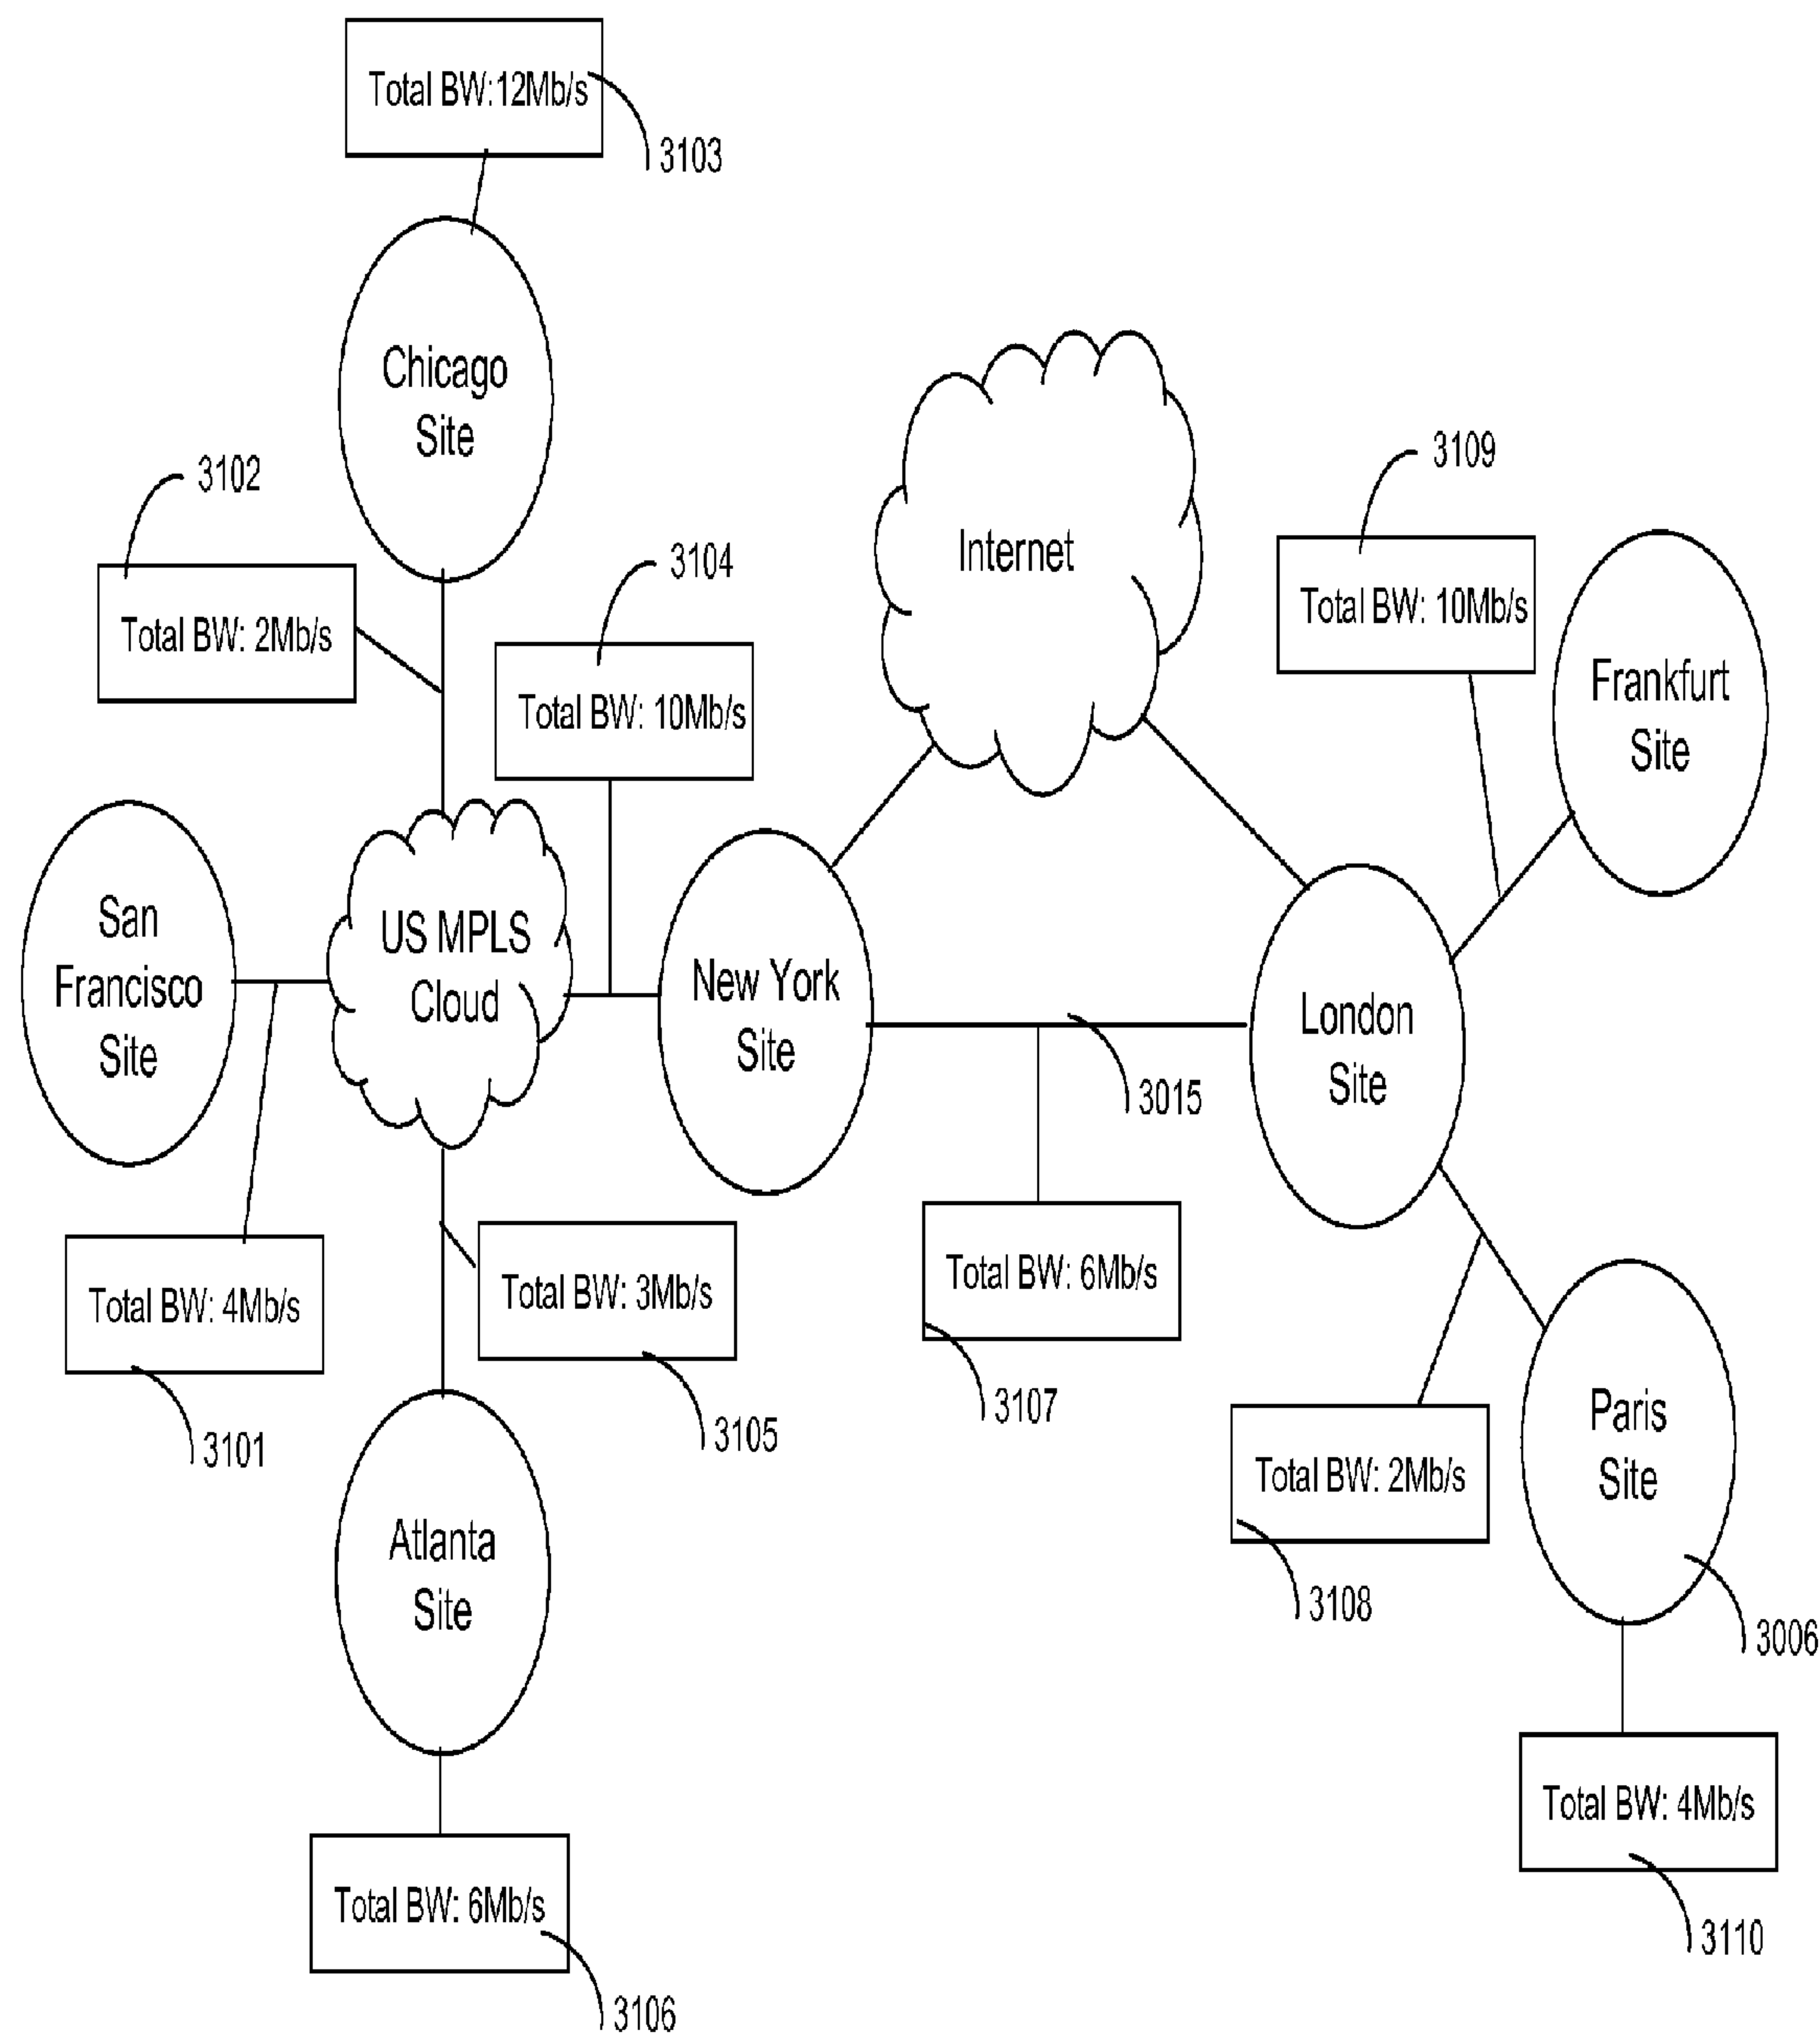 Total BW:12Mb/s
3103
Chicago
Site
3102
Total BW: 2Mb/s
3104
Total BW: 10Mb/s
Internet
3109
Total BW: 10Mb/s
Frankfurt
Site
San
Francisco
Site
US MPLS
Cloud
New York
Site
London
Site
3015
Total BW: 4Mb/s
3101
Total BW: 3Mb/s
3105
Total BW: 6Mb/s
3107
Total BW: 2Mb/s
3108
Paris
Site
3006
Atlanta
Site
Total BW: 4Mb/s
3110
Total BW: 6Mb/s
3106